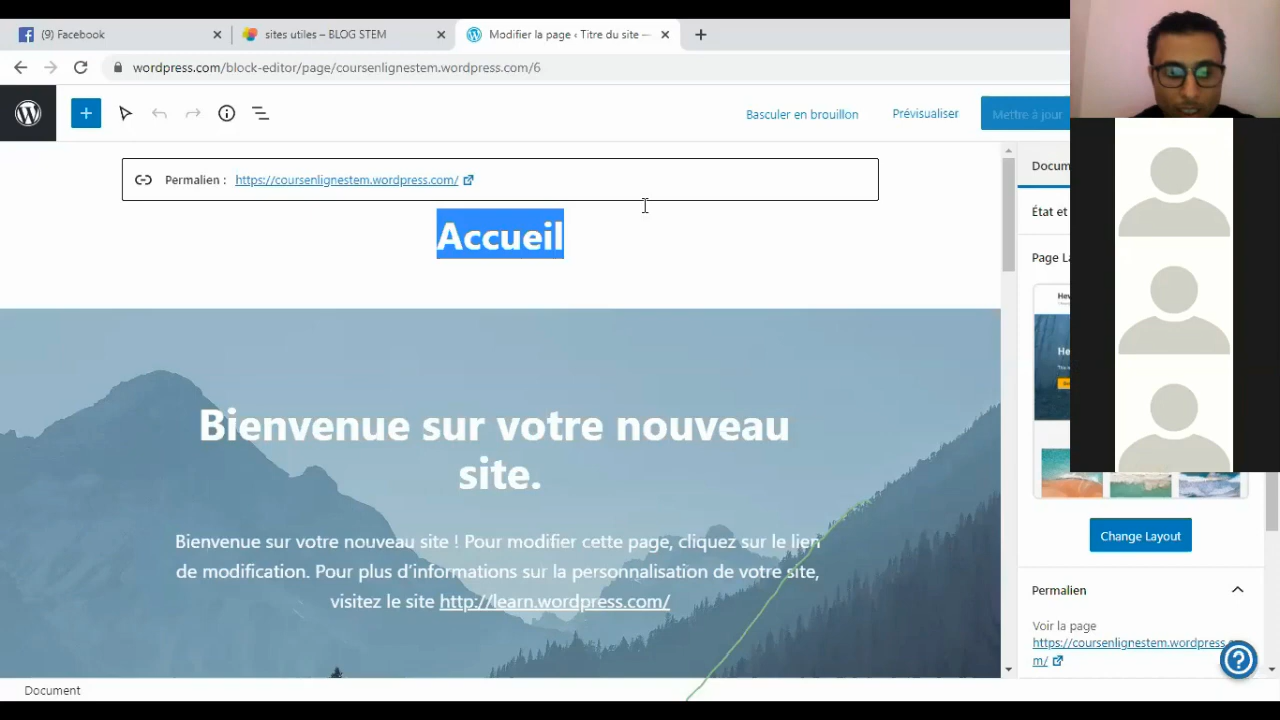 (9) Facebook
sites utiles – BLOG STEM
Modifier la page ‹ Titre du site —
wordpress.com/block-editor/page/coursenlignestem.wordpress.com/6
Basculer en brouillon
Prévisualiser
Mettre à jour
Permalien :
https://coursenlignestem.wordpress.com/
Accueil
Bienvenue sur votre nouveau
site.
Bienvenue sur votre nouveau site ! Pour modifier cette page, cliquez sur le lien
de modification. Pour plus d’informations sur la personnalisation de votre site,
visitez le site http://learn.wordpress.com/
Docum
État et
Page La
Change Layout
Permalien
Voir la page
https://coursenlignestem.wordpress.co
m/
Document